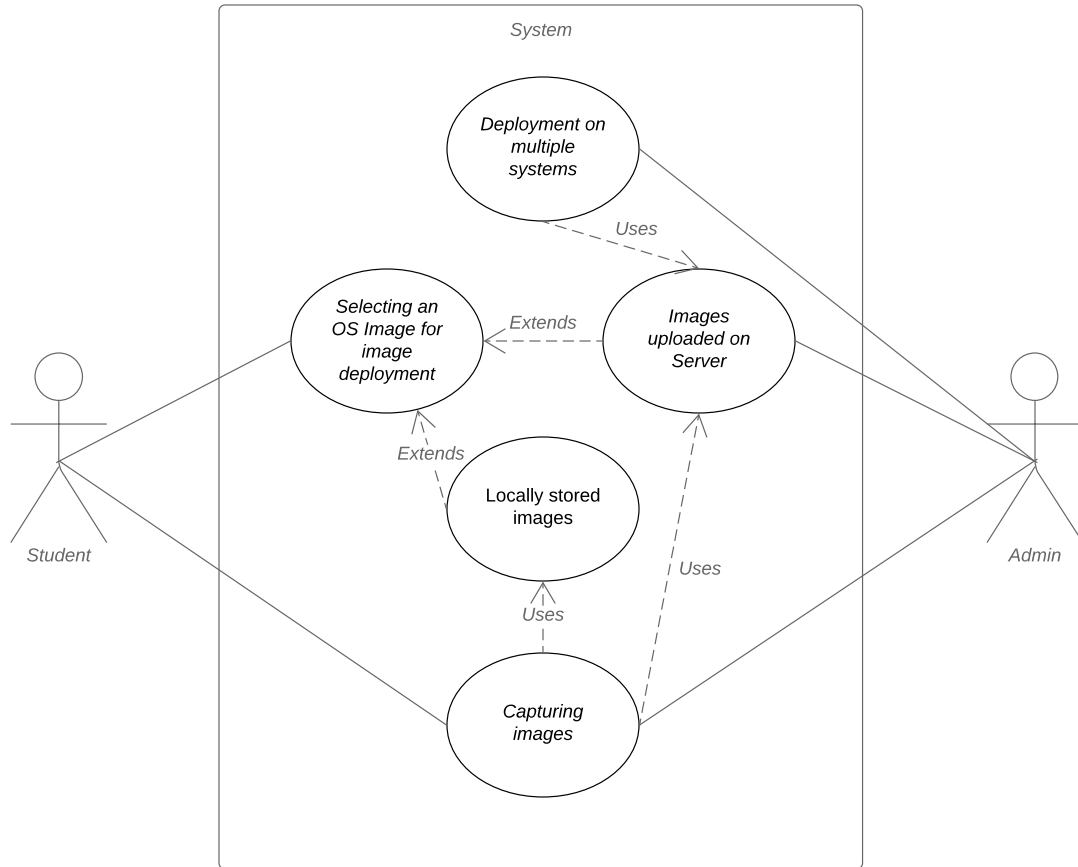 System
Deployment on
multiple
systems
Uses
Selecting an
OS Image for
image
deployment
Extends
Images
uploaded on
Server
Extends
Locally stored
images
Student
Admin
Uses
Uses
Capturing
images